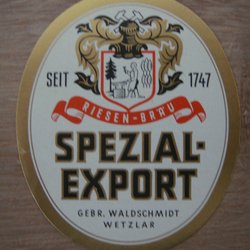 SEIT 1747
RIESEN-BRÄU
SPEZIAL-
EXPORT
GEBR. WALDSCHMIDT
WETZLAR